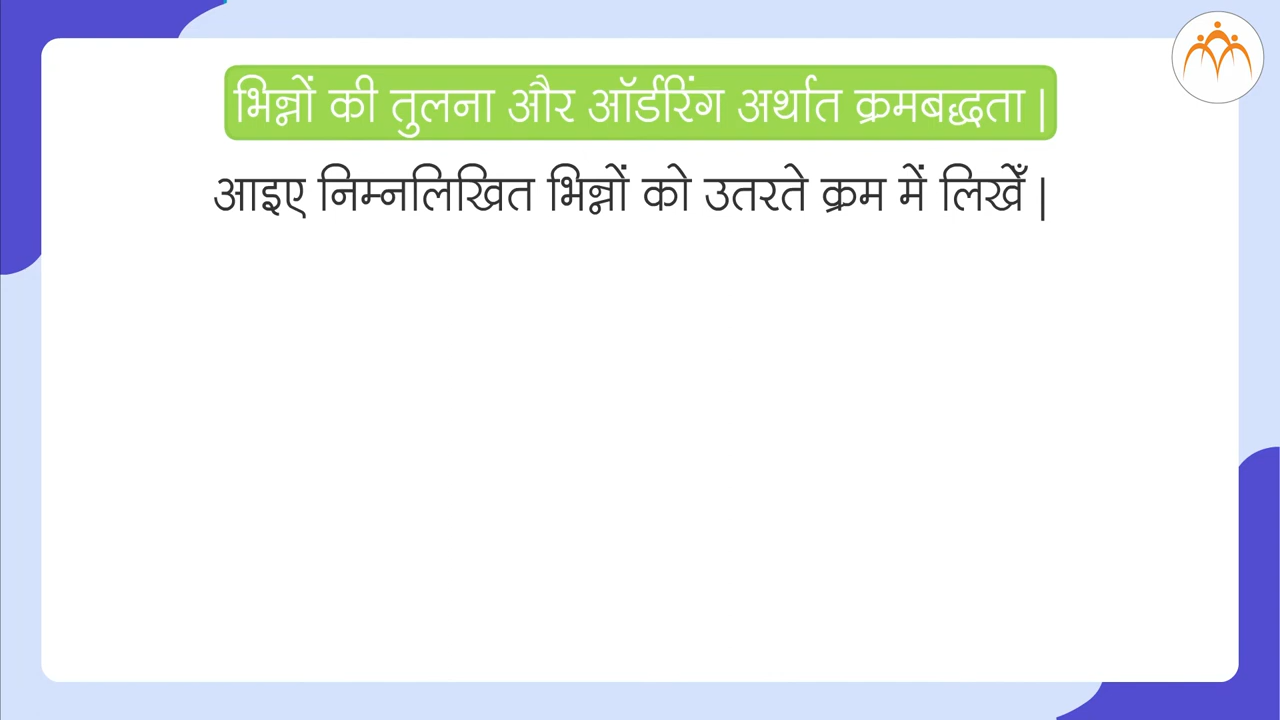 भिन्नों की तुलना और ऑर्डरिंग अर्थात क्रमबद्धता |
आइए निम्नलिखित भिन्नों को उतरते क्रम में लिखेँ |